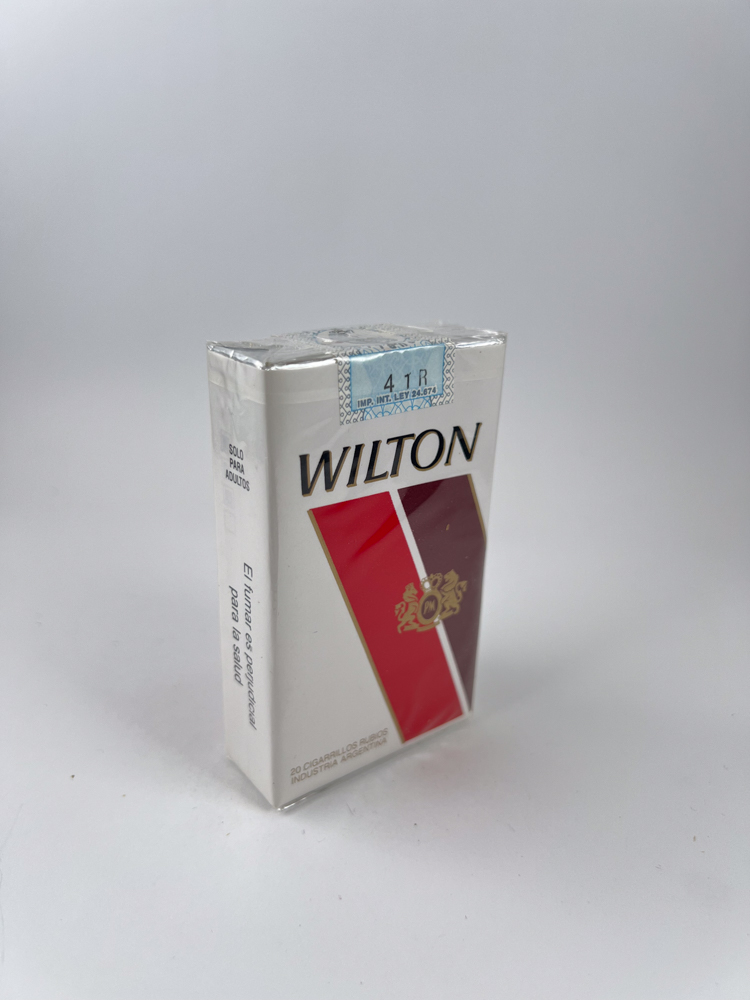 41R
IMP. INT. LEY 24.674
WILTON
PM
20 CIGARRILLOS RUBIOS
INDUSTRIA ARGENTINA
SOLO
PARA
ADULTOS
El fumar es perjudicial
para la salud.